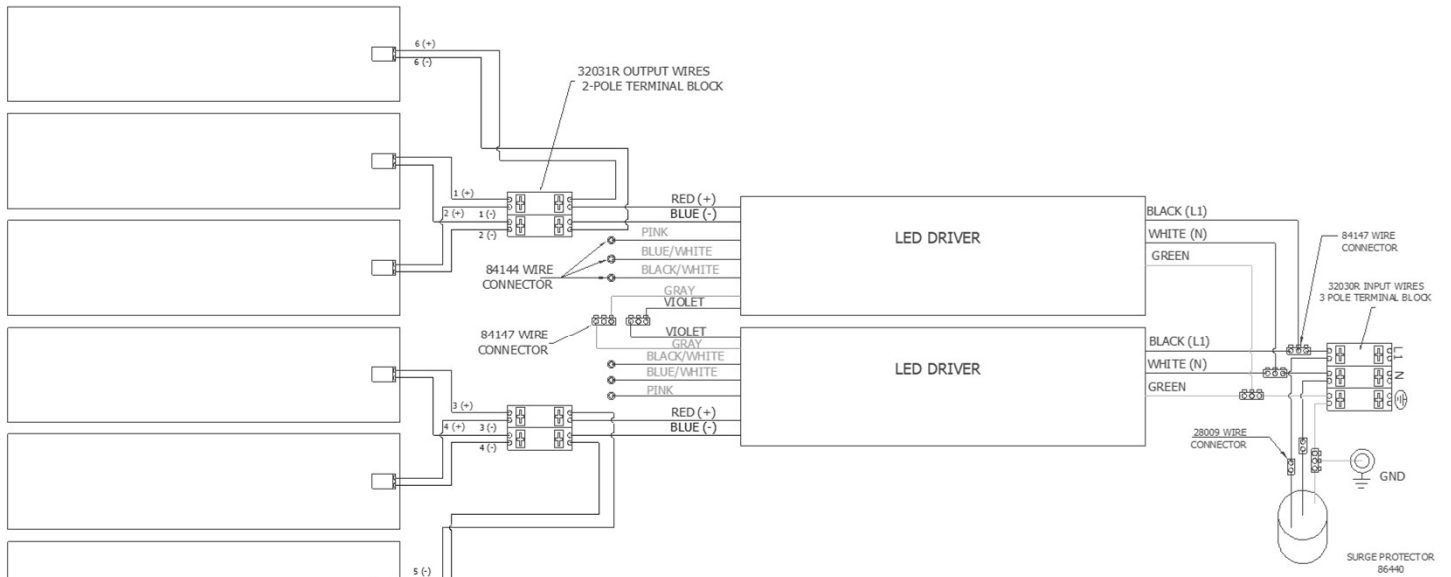 6 (+)
6 (-)
32031R OUTPUT WIRES
2-POLE TERMINAL BLOCK
1 (+)
2 (+)
1 (-)
2 (-)
RED (+)
BLUE (-)
PINK
BLUE/WHITE
BLACK/WHITE
GRAY
VIOLET
84144 WIRE
CONNECTOR
84147 WIRE
CONNECTOR
LED DRIVER
BLACK (L1)
WHITE (N)
GREEN
84147 WIRE
CONNECTOR
32030R INPUT WIRES
3 POLE TERMINAL BLOCK
VIOLET
GRAY
BLACK/WHITE
BLUE/WHITE
PINK
RED (+)
BLUE (-)
LED DRIVER
BLACK (L1)
WHITE (N)
GREEN
L1
N
3 (+)
4 (+)
3 (-)
4 (-)
28009 WIRE
CONNECTOR
GND
SURGE PROTECTOR
86440
5 (-)